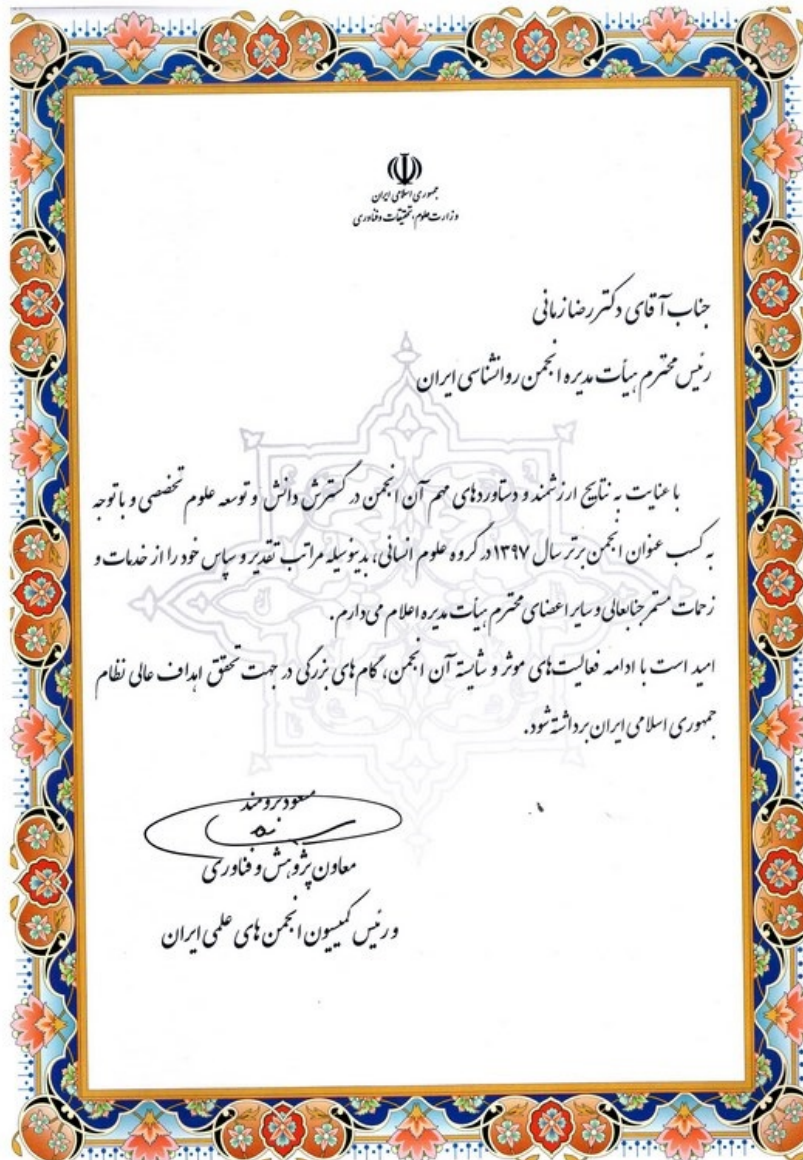 جمهوری اسلامی ایران
وزارت علوم، تحقیقات و فناوری
جناب آقای دکتر رضا زمانی
رئیس محترم هیأت مدیره انجمن روانشناسی ایران
با عنایت به نتایج ارزشمند و دستاوردهای مهم آن انجمن در گسترش دانش و توسعه علوم تخصصی و با توجه
به کسب عنوان انجمن برتر سال ۱۳۹۷ در گروه علوم انسانی، بدینوسیله مراتب تقدیر و سپاس خود را از خدمات و
زحمات مستمر جنابعالی و سایر اعضای محترم هیأت مدیره اعلام می‌دارم.
امید است با ادامه فعالیت‌های موثر و شایسته آن انجمن، گام های بزرگی در جهت تحقق اهداف عالی نظام
جمهوری اسلامی ایران برداشته شود.
مسعود برومند
معاون پژوهش و فناوری
و رئیس کمیسیون انجمن های علمی ایران